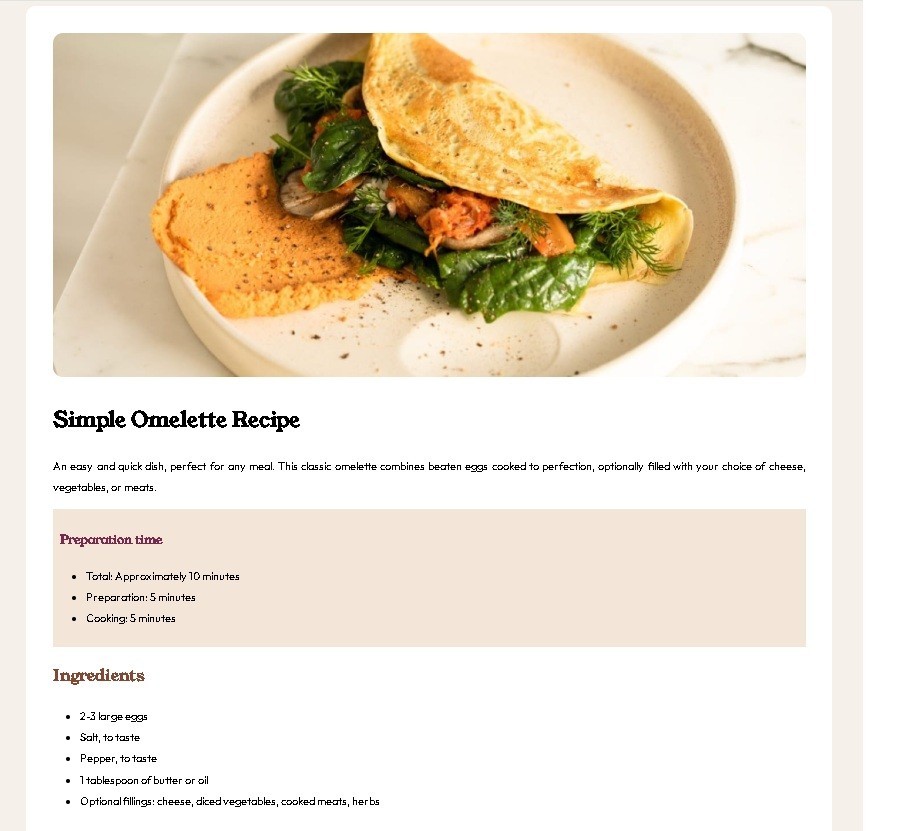 Simple Omelette Recipe
An easy and quick dish, perfect for any meal. This classic omelette combines beaten eggs cooked to perfection, optionally filled with your choice of cheese,
vegetables, or meats.
Preparation time
Total: Approximately 10 minutes
Preparation: 5 minutes
Cooking: 5 minutes
Ingredients
2-3 large eggs
Salt, to taste
Pepper, to taste
1 tablespoon of butter or oil
Optional fillings: cheese, diced vegetables, cooked meats, herbs